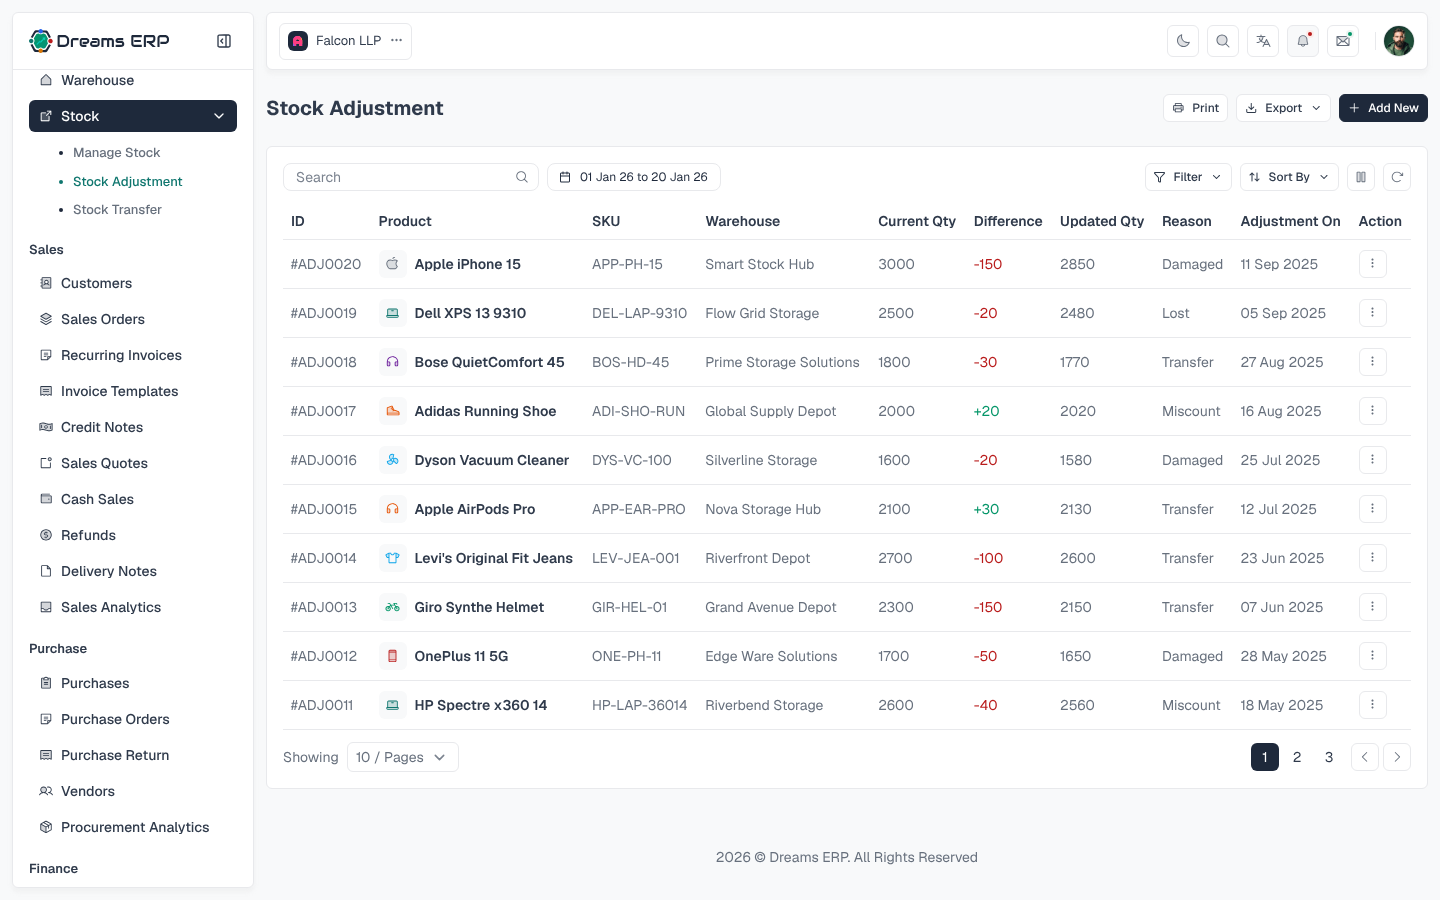 Dreams ERP
Warehouse
Stock
Manage Stock
Stock Adjustment
Stock Transfer
Sales
Customers
Sales Orders
Recurring Invoices
Invoice Templates
Credit Notes
Sales Quotes
Cash Sales
Refunds
Delivery Notes
Sales Analytics
Purchase
Purchases
Purchase Orders
Purchase Return
Vendors
Procurement Analytics
Finance
Falcon LLP ···
Stock Adjustment
Print
Export
Add New
Search
01 Jan 26 to 20 Jan 26
Filter
Sort By
ID Product SKU Warehouse Current Qty Difference Updated Qty Reason Adjustment On Action
#ADJ0020 Apple iPhone 15 APP-PH-15 Smart Stock Hub 3000 -150 2850 Damaged 11 Sep 2025
#ADJ0019 Dell XPS 13 9310 DEL-LAP-9310 Flow Grid Storage 2500 -20 2480 Lost 05 Sep 2025
#ADJ0018 Bose QuietComfort 45 BOS-HD-45 Prime Storage Solutions 1800 -30 1770 Transfer 27 Aug 2025
#ADJ0017 Adidas Running Shoe ADI-SHO-RUN Global Supply Depot 2000 +20 2020 Miscount 16 Aug 2025
#ADJ0016 Dyson Vacuum Cleaner DYS-VC-100 Silverline Storage 1600 -20 1580 Damaged 25 Jul 2025
#ADJ0015 Apple AirPods Pro APP-EAR-PRO Nova Storage Hub 2100 +30 2130 Transfer 12 Jul 2025
#ADJ0014 Levi's Original Fit Jeans LEV-JEA-001 Riverfront Depot 2700 -100 2600 Transfer 23 Jun 2025
#ADJ0013 Giro Synthe Helmet GIR-HEL-01 Grand Avenue Depot 2300 -150 2150 Transfer 07 Jun 2025
#ADJ0012 OnePlus 11 5G ONE-PH-11 Edge Ware Solutions 1700 -50 1650 Damaged 28 May 2025
#ADJ0011 HP Spectre x360 14 HP-LAP-36014 Riverbend Storage 2600 -40 2560 Miscount 18 May 2025
Showing 10 / Pages
1 2 3
2026 © Dreams ERP. All Rights Reserved